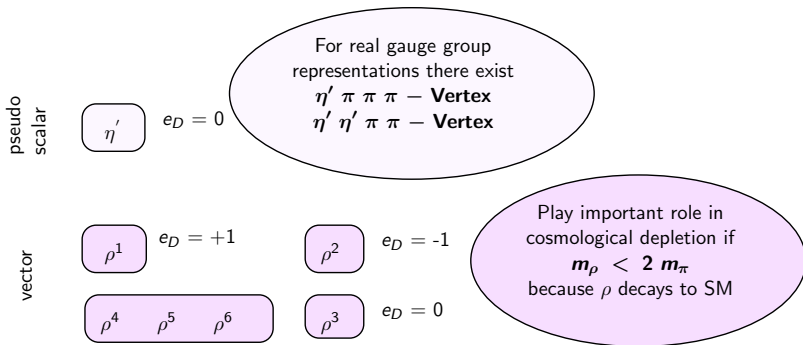 For real gauge group
representations there exist
η′ π π π − Vertex
η′ η′ π π − Vertex
pseudo
scalar
η′
e_D = 0
Play important role in
cosmological depletion if
m_ρ < 2 m_π
because ρ decays to SM
vector
ρ¹ e_D = +1
ρ² e_D = -1
ρ⁴ ρ⁵ ρ⁶
ρ³ e_D = 0